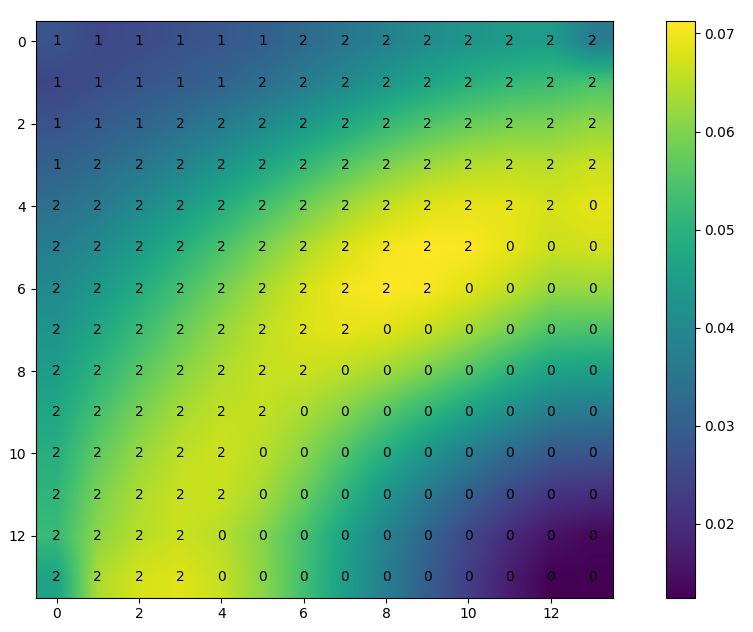 0 1 1 1 1 1 1 2 2 2 2 2 2 2 2 0.07
1 1 1 1 1 2 2 2 2 2 2 2 2 2
2 1 1 1 2 2 2 2 2 2 2 2 2 2 2 0.06
1 2 2 2 2 2 2 2 2 2 2 2 2 2
4 2 2 2 2 2 2 2 2 2 2 2 2 2 0 0.05
2 2 2 2 2 2 2 2 2 2 2 0 0 0
6 2 2 2 2 2 2 2 2 2 2 0 0 0 0
2 2 2 2 2 2 2 2 0 0 0 0 0 0 0.04
8 2 2 2 2 2 2 2 0 0 0 0 0 0 0
2 2 2 2 2 2 0 0 0 0 0 0 0 0 0.03
10 2 2 2 2 2 0 0 0 0 0 0 0 0 0
2 2 2 2 2 0 0 0 0 0 0 0 0 0
12 2 2 2 2 0 0 0 0 0 0 0 0 0 0 0.02
2 2 2 2 0 0 0 0 0 0 0 0 0 0
0 2 4 6 8 10 12